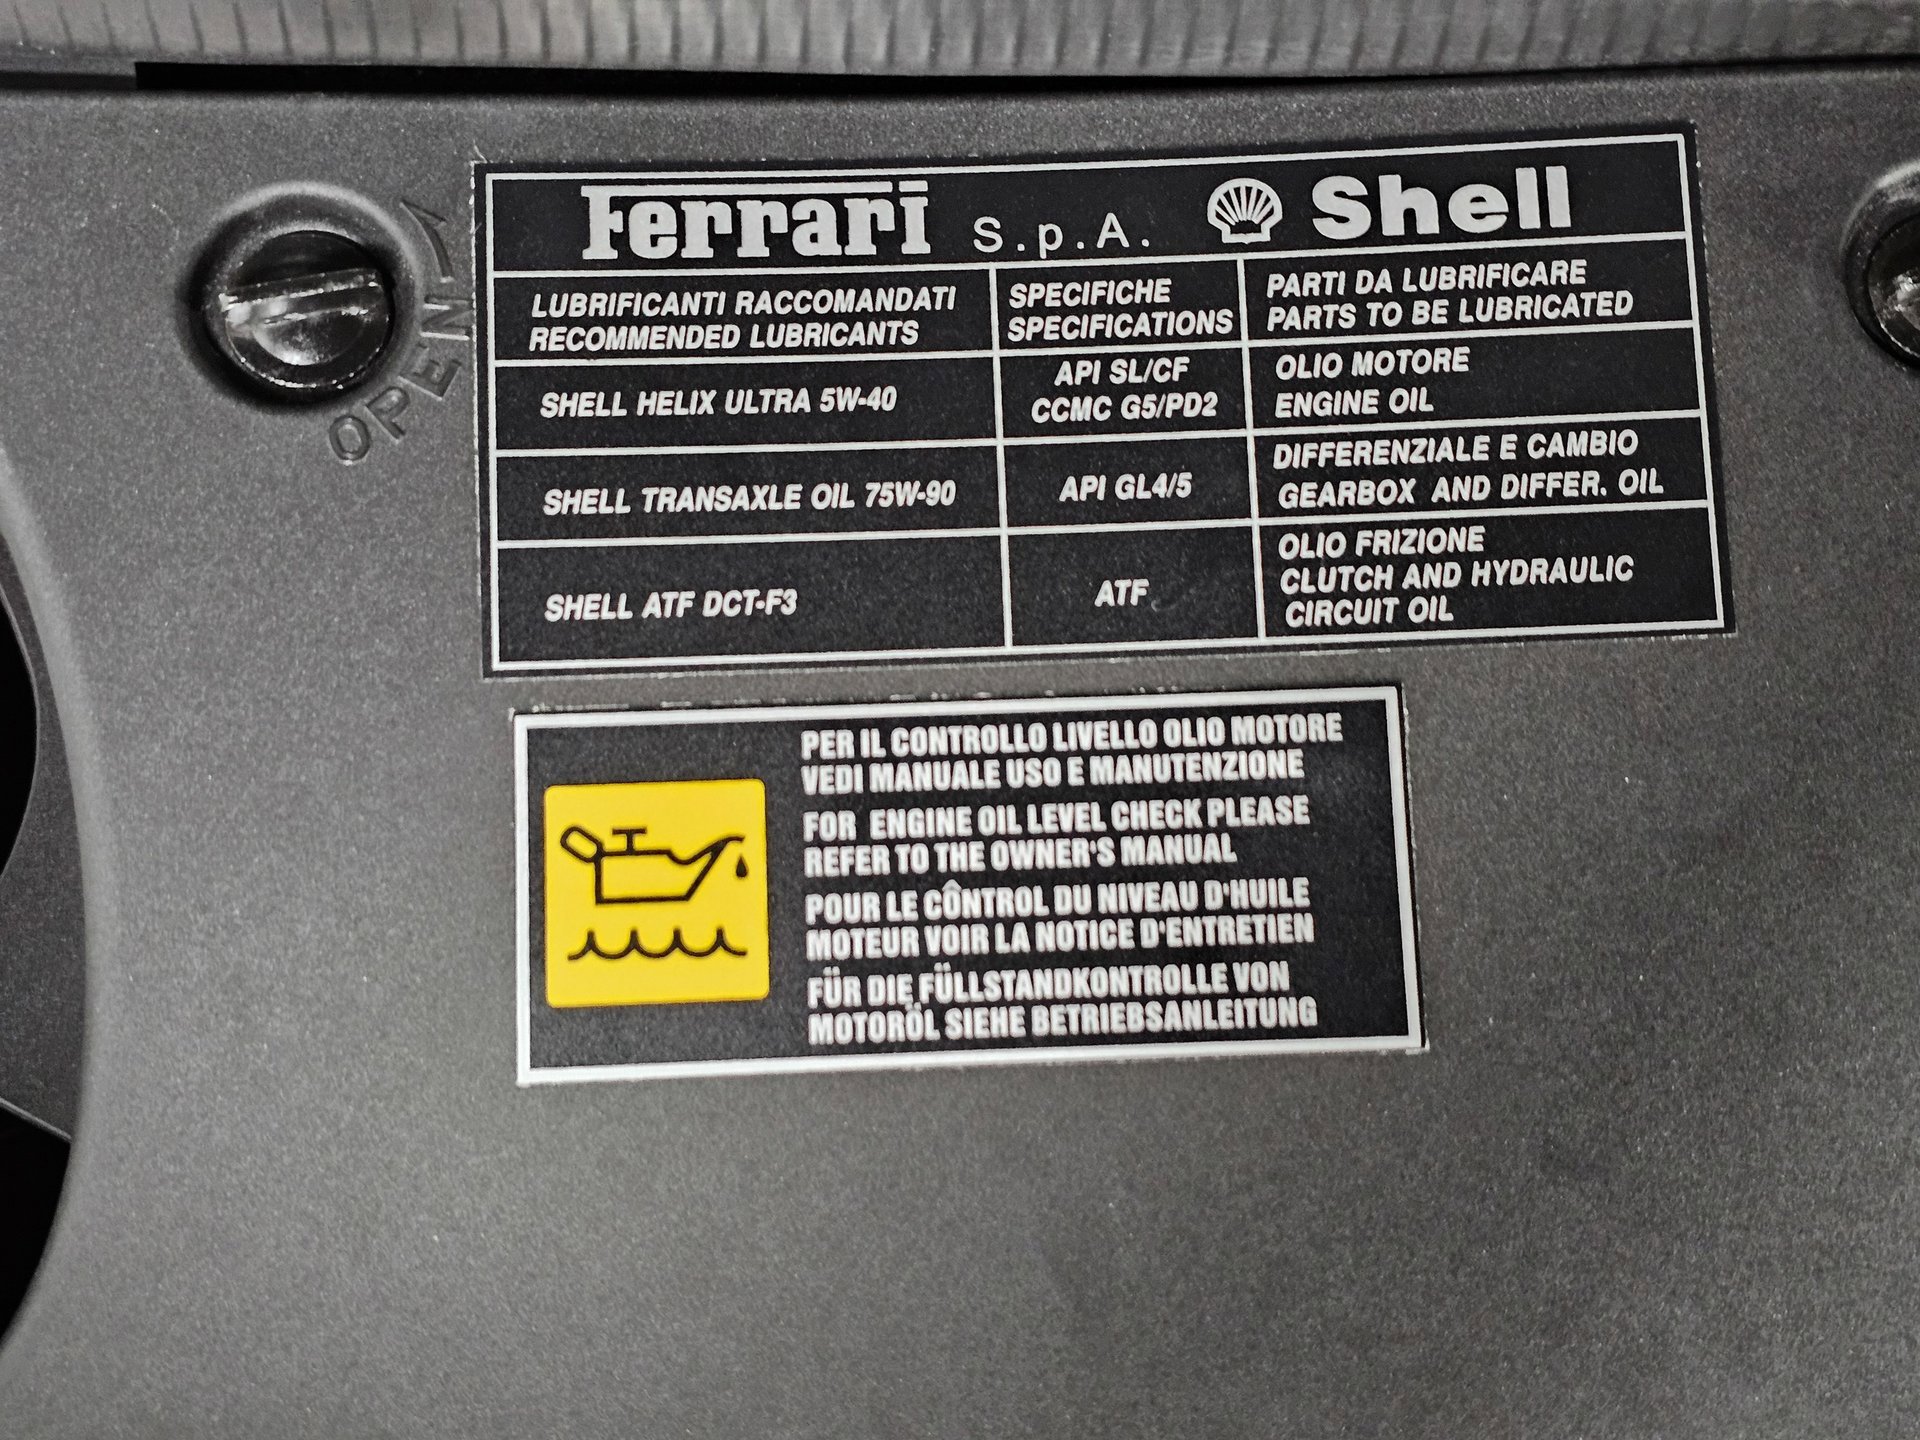 OPEN
Ferrari S.p.A. Shell
LUBRIFICANTI RACCOMANDATI
RECOMMENDED LUBRICANTS
SPECIFICHE
SPECIFICATIONS
PARTI DA LUBRIFICARE
PARTS TO BE LUBRICATED
SHELL HELIX ULTRA 5W-40
API SL/CF
CCMC G5/PD2
OLIO MOTORE
ENGINE OIL
SHELL TRANSAXLE OIL 75W-90
API GL4/5
DIFFERENZIALE E CAMBIO
GEARBOX AND DIFFER. OIL
SHELL ATF DCT-F3
ATF
OLIO FRIZIONE
CLUTCH AND HYDRAULIC
CIRCUIT OIL
PER IL CONTROLLO LIVELLO OLIO MOTORE
VEDI MANUALE USO E MANUTENZIONE
FOR ENGINE OIL LEVEL CHECK PLEASE
REFER TO THE OWNER'S MANUAL
POUR LE CÔNTROL DU NIVEAU D'HUILE
MOTEUR VOIR LA NOTICE D'ENTRETIEN
FÜR DIE FÜLLSTANDKONTROLLE VON
MOTORÖL SIEHE BETRIEBSANLEITUNG